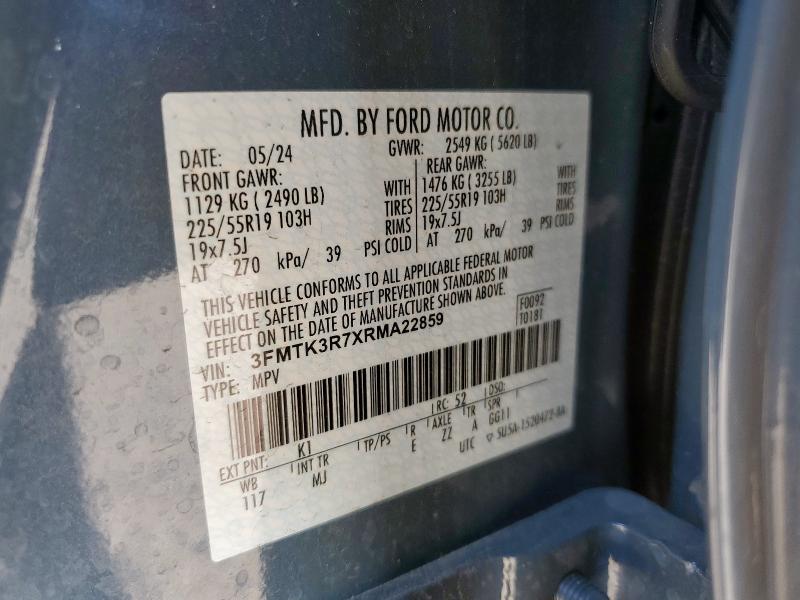 MFD. BY FORD MOTOR CO.
DATE: 05/24 GVWR: 2549 KG ( 5620 LB)
FRONT GAWR: REAR GAWR:
1129 KG ( 2490 LB) WITH 1476 KG ( 3255 LB) WITH
225/55R19 103H TIRES 225/55R19 103H TIRES
19x7.5J RIMS 19x7.5J RIMS
AT 270 kPa/ 39 PSI COLD AT 270 kPa/ 39 PSI COLD
THIS VEHICLE CONFORMS TO ALL APPLICABLE FEDERAL MOTOR
VEHICLE SAFETY AND THEFT PREVENTION STANDARDS IN
EFFECT ON THE DATE OF MANUFACTURE SHOWN ABOVE.
VIN: 3FMTK3R7XRMA22859 F0092
TYPE: MPV T0181
EXT PNT: K1 RC: 52 DSO:
WB INT TR TP/PS R AXLE TR SPR
117 MJ E ZZ A GG11
UTC ▽ 5U5A-1520472-BA